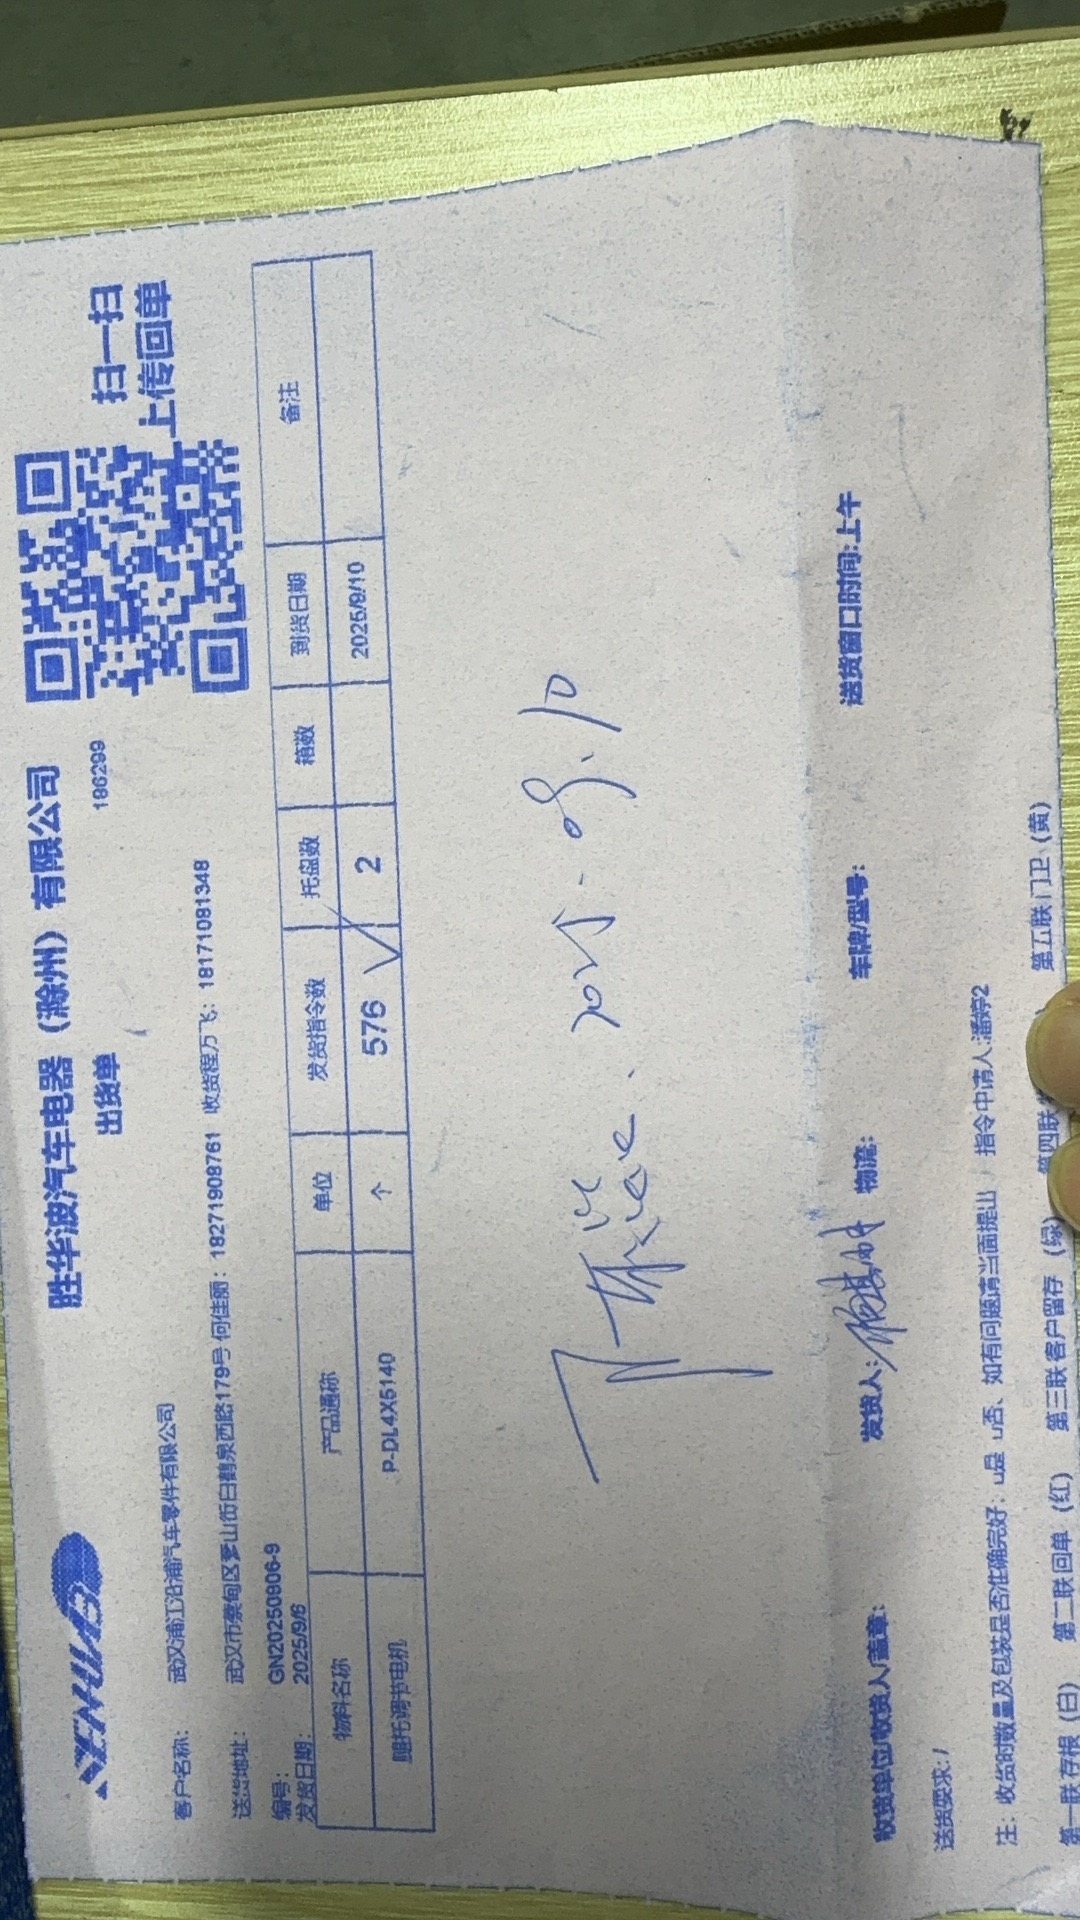 胜华波汽车电器（滁州）有限公司
出货单
186299
扫一扫
上传回单
客户名称： 武汉浦江沿浦汽车零件有限公司
送货地址： 武汉市蔡甸区奓山街白鹤泉西路179号 何佳丽：18271908761 收货程万飞：18171081348
编号： GN20250906-9
发货日期： 2025/9/6
物料名称 产品通称 单位 发货指令数 托盘数 箱数 到货日期 备注
腿托调节电机 P-DL4X5140 个 576 2 2025/9/10
2025.09.10
收货单位/收货人/盖章： 发货人： 物流： 车牌/型号： 送货窗口时间:上午
送货要求:/
注：收货时数量及包装是否准确完好：□是 □否、如有问题请当面提出 / 指令申请人:潘婷2
第一联存根（白） 第二联回单（红） 第三联客户留存（绿） 第四联 第五联门卫（黄）